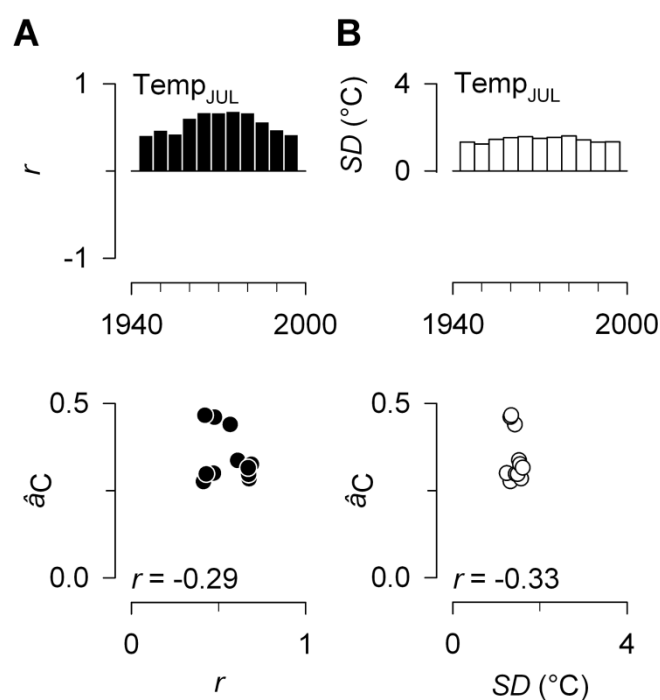 A
B
1
Temp_JUL
r
-1
1940
2000
4
Temp_JUL
SD (°C)
0
1940
2000
0.5
âC
0.0
r = -0.29
0
1
r
0.5
âC
0.0
r = -0.33
0
4
SD (°C)